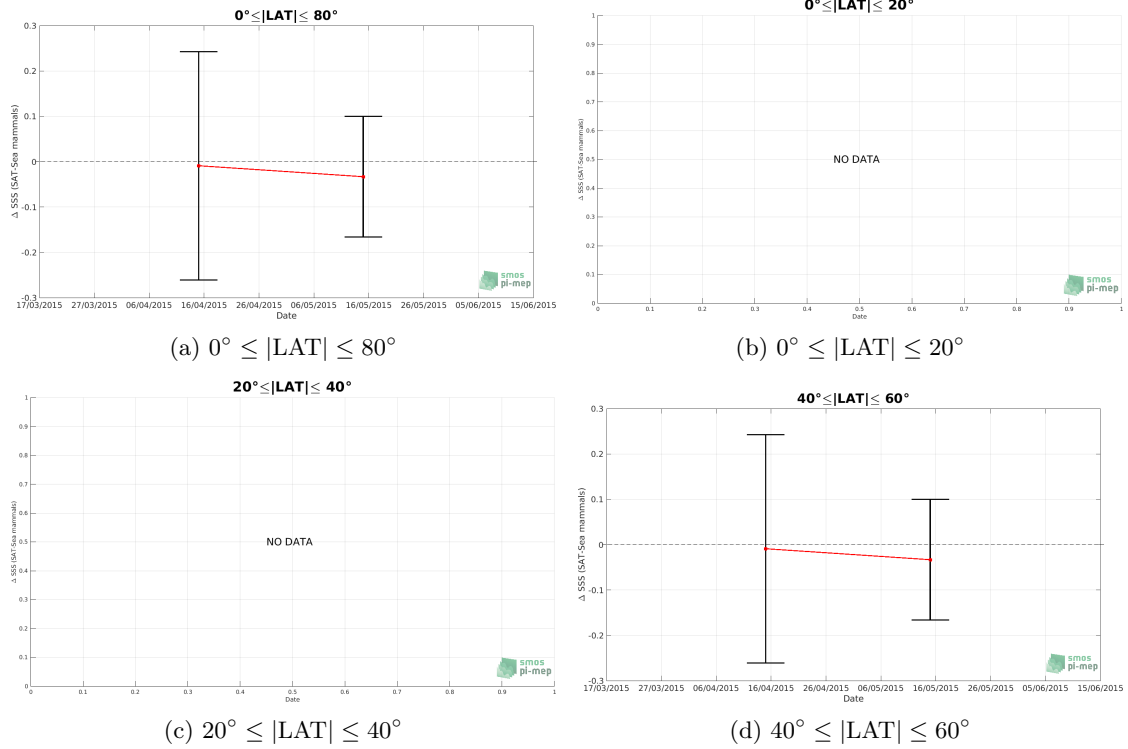 0°≤|LAT|≤ 80°
0.3
0.2
0.1
0
-0.1
-0.2
-0.3
Δ SSS (SAT-Sea mammals)
17/03/2015 27/03/2015 06/04/2015 16/04/2015 26/04/2015 06/05/2015 16/05/2015 26/05/2015 05/06/2015 15/06/2015
Date
smos
pi-mep
(a) 0° ≤ |LAT| ≤ 80°
0°≤|LAT|≤ 20°
1
0.9
0.8
0.7
0.6
0.5
0.4
0.3
0.2
0.1
0
Δ SSS (SAT-Sea mammals)
NO DATA
0 0.1 0.2 0.3 0.4 0.5 0.6 0.7 0.8 0.9 1
Date
smos
pi-mep
(b) 0° ≤ |LAT| ≤ 20°
20°≤|LAT|≤ 40°
1
0.9
0.8
0.7
0.6
0.5
0.4
0.3
0.2
0.1
0
Δ SSS (SAT-Sea mammals)
NO DATA
0 0.1 0.2 0.3 0.4 0.5 0.6 0.7 0.8 0.9 1
Date
smos
pi-mep
(c) 20° ≤ |LAT| ≤ 40°
40°≤|LAT|≤ 60°
0.3
0.2
0.1
0
-0.1
-0.2
-0.3
Δ SSS (SAT-Sea mammals)
17/03/2015 27/03/2015 06/04/2015 16/04/2015 26/04/2015 06/05/2015 16/05/2015 26/05/2015 05/06/2015 15/06/2015
Date
smos
pi-mep
(d) 40° ≤ |LAT| ≤ 60°